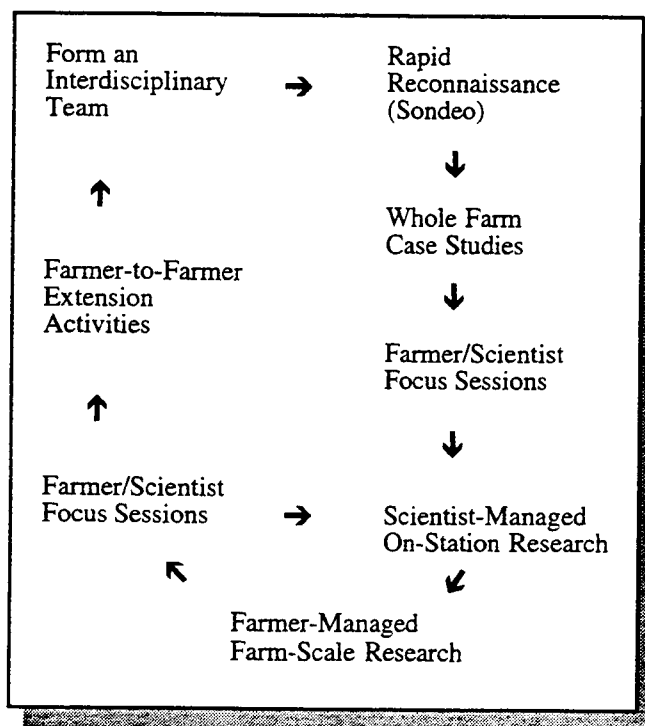 Form an
Interdisciplinary
Team
Rapid
Reconnaissance
(Sondeo)
Whole Farm
Case Studies
Farmer-to-Farmer
Extension
Activities
Farmer/Scientist
Focus Sessions
Farmer/Scientist
Focus Sessions
Scientist-Managed
On-Station Research
Farmer-Managed
Farm-Scale Research